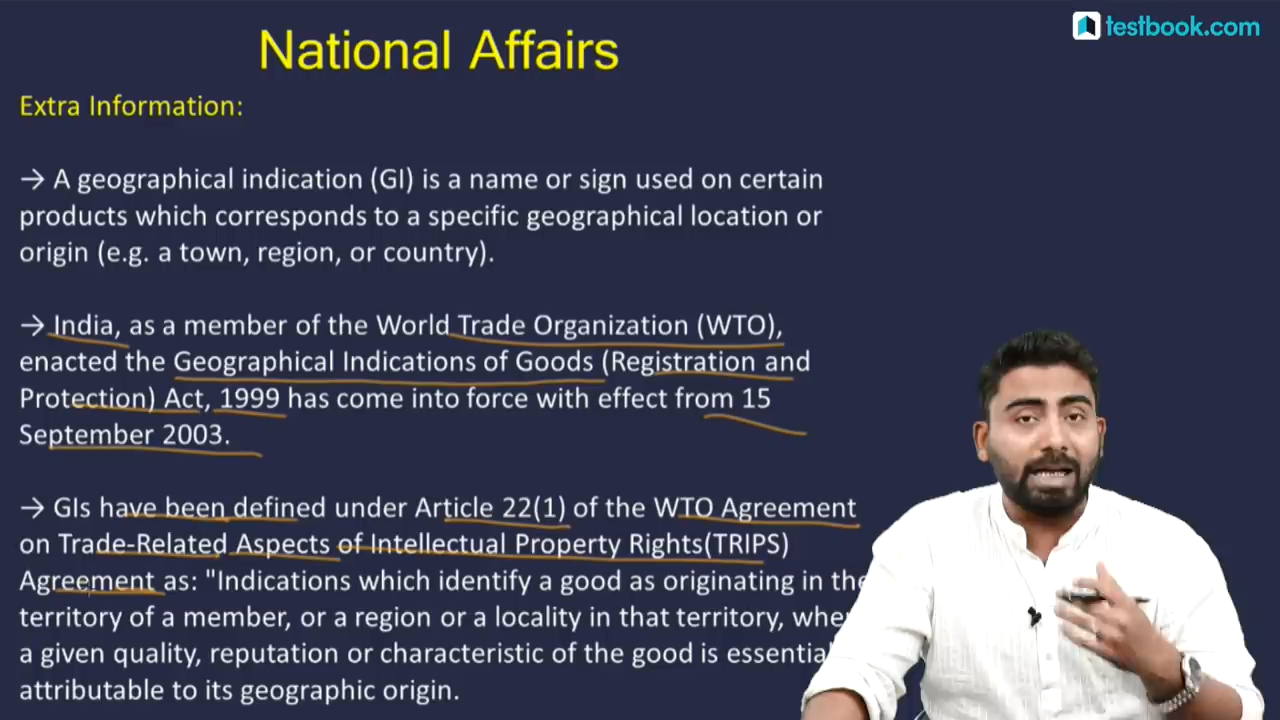 testbook.com
National Affairs
Extra Information:
→ A geographical indication (GI) is a name or sign used on certain
products which corresponds to a specific geographical location or
origin (e.g. a town, region, or country).
→ India, as a member of the World Trade Organization (WTO),
enacted the Geographical Indications of Goods (Registration and
Protection) Act, 1999 has come into force with effect from 15
September 2003.
→ GIs have been defined under Article 22(1) of the WTO Agreement
on Trade-Related Aspects of Intellectual Property Rights(TRIPS)
Agreement as: "Indications which identify a good as originating in the
territory of a member, or a region or a locality in that territory,
a given quality, reputation or characteristic of the good is
attributable to its geographic origin.